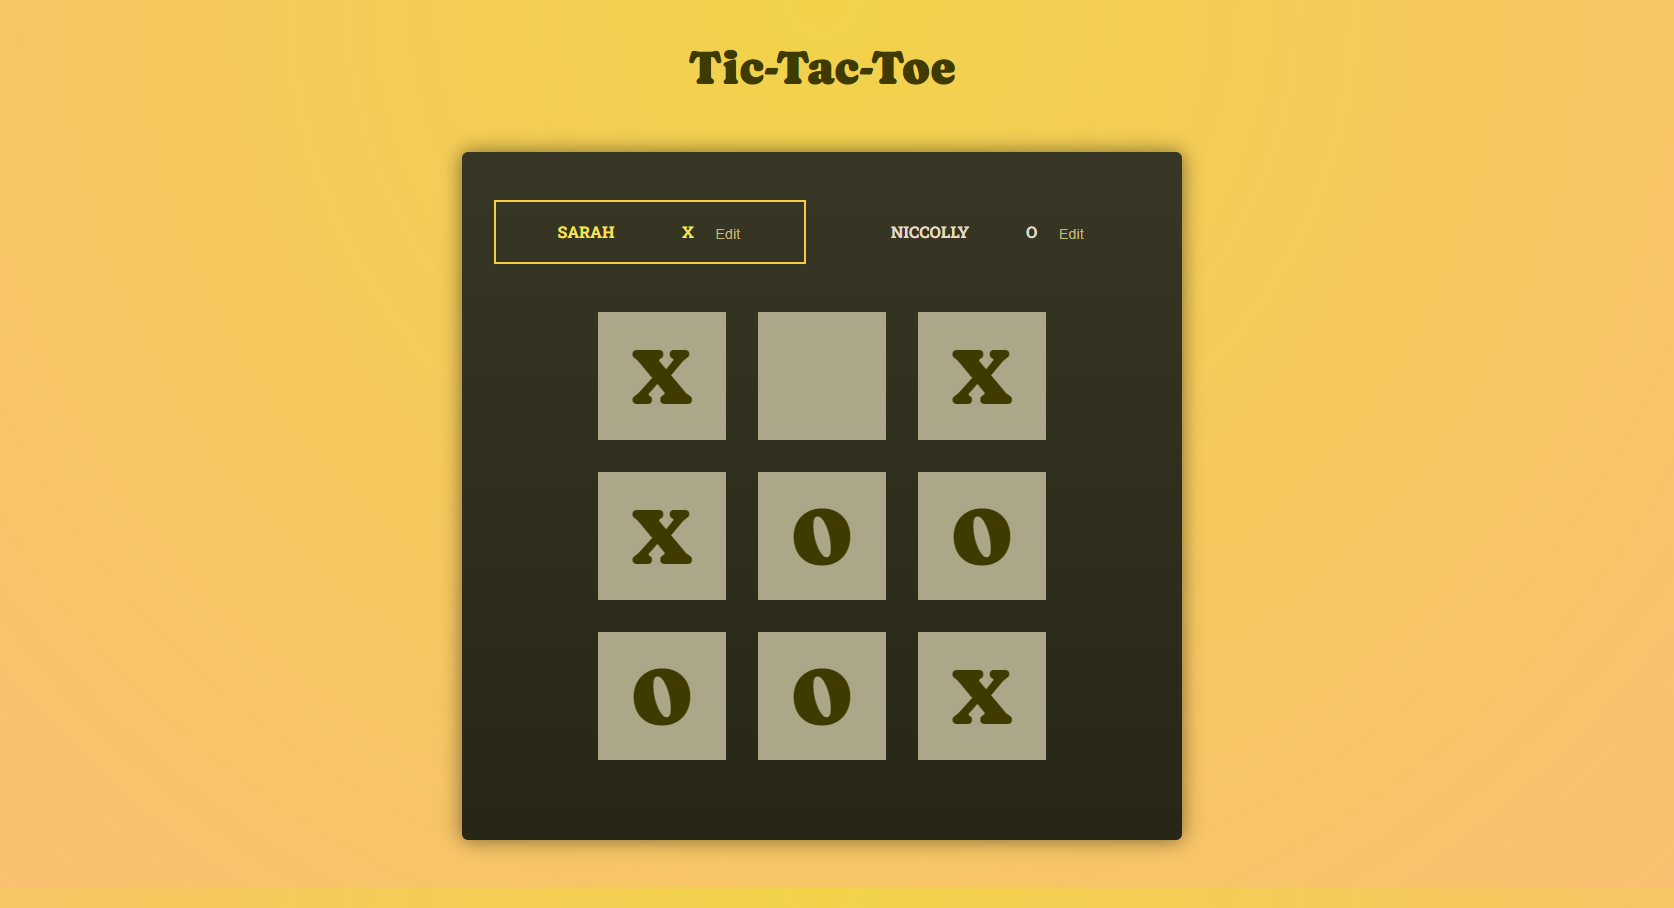 Tic-Tac-Toe
SARAH X Edit NICCOLLY O Edit
X X
X O O
O O X